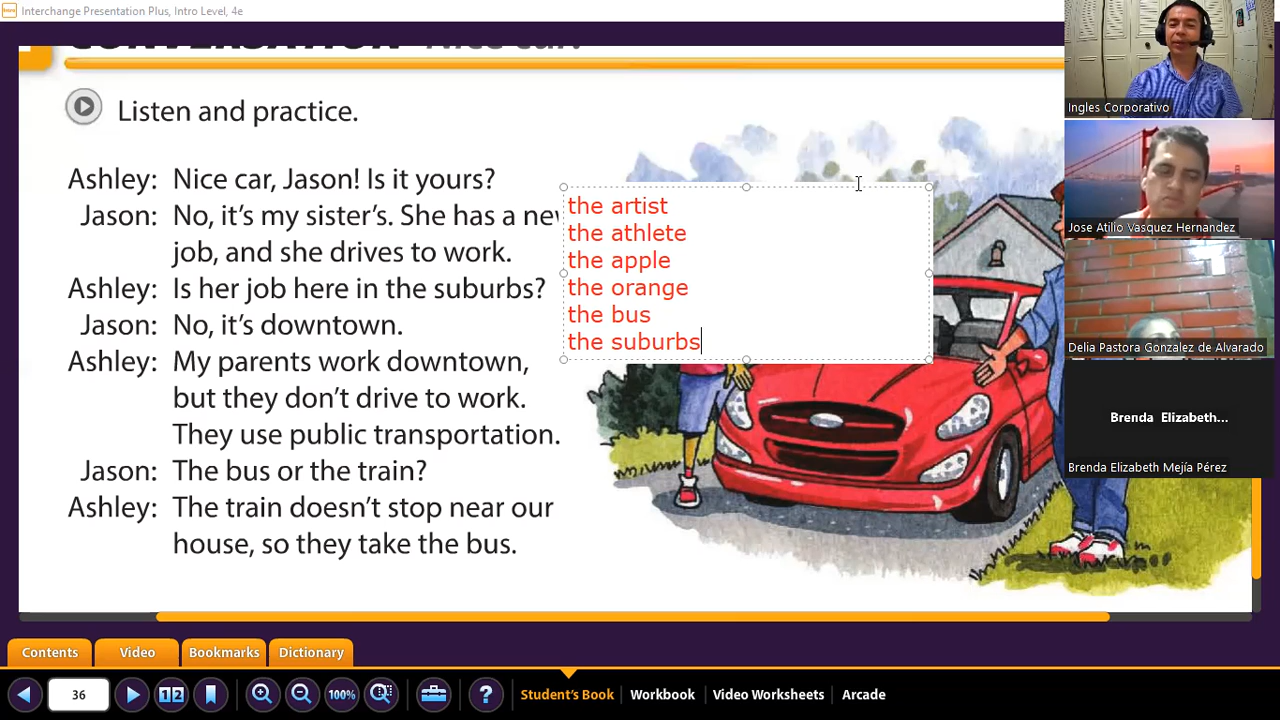 Interchange Presentation Plus, Intro Level, 4e
Listen and practice.
Ashley: Nice car, Jason! Is it yours?
Jason: No, it's my sister's. She has a new
job, and she drives to work.
Ashley: Is her job here in the suburbs?
Jason: No, it's downtown.
Ashley: My parents work downtown,
but they don't drive to work.
They use public transportation.
Jason: The bus or the train?
Ashley: The train doesn't stop near our
house, so they take the bus.
the artist
the athlete
the apple
the orange
the bus
the suburbs
Ingles Corporativo
Jose Atilio Vasquez Hernandez
Delia Pastora Gonzalez de Alvarado
Brenda Elizabeth...
Brenda Elizabeth Mejía Pérez
Contents Video Bookmarks Dictionary
36 1 2 100% ? Student's Book Workbook Video Worksheets Arcade